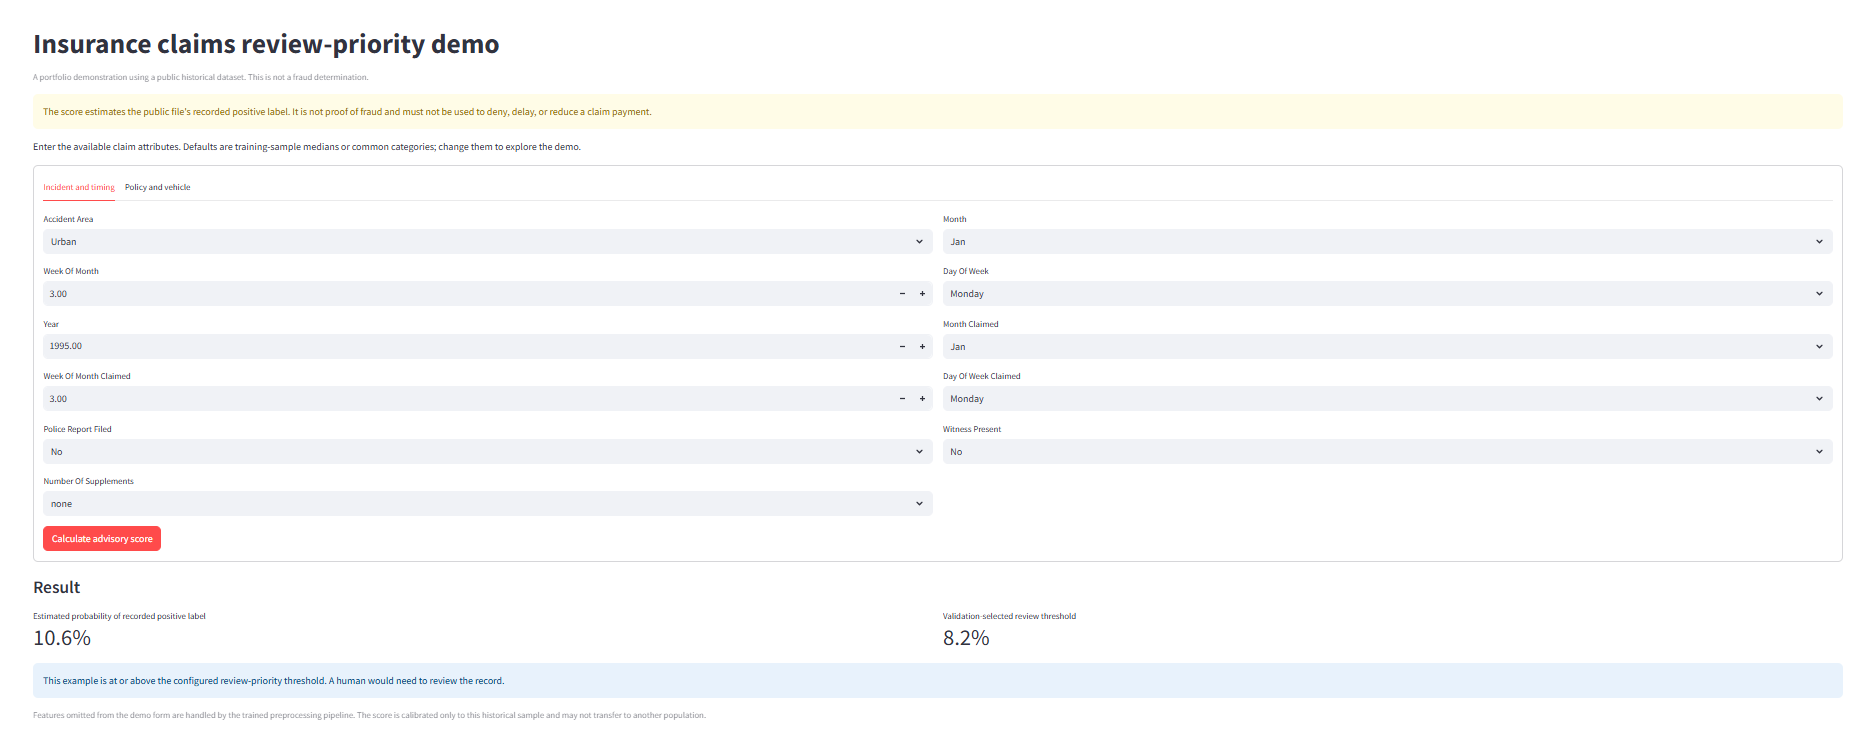 Insurance claims review-priority demo
A portfolio demonstration using a public historical dataset. This is not a fraud determination.
The score estimates the public file's recorded positive label. It is not proof of fraud and must not be used to deny, delay, or reduce a claim payment.
Enter the available claim attributes. Defaults are training-sample medians or common categories; change them to explore the demo.
Incident and timing Policy and vehicle
Accident Area Month
Urban Jan
Week Of Month Day Of Week
3.00 Monday
Year Month Claimed
1995.00 Jan
Week Of Month Claimed Day Of Week Claimed
3.00 Monday
Police Report Filed Witness Present
No No
Number Of Supplements
none
Calculate advisory score
Result
Estimated probability of recorded positive label Validation-selected review threshold
10.6% 8.2%
This example is at or above the configured review-priority threshold. A human would need to review the record.
Features omitted from the demo form are handled by the trained preprocessing pipeline. The score is calibrated only to this historical sample and may not transfer to another population.